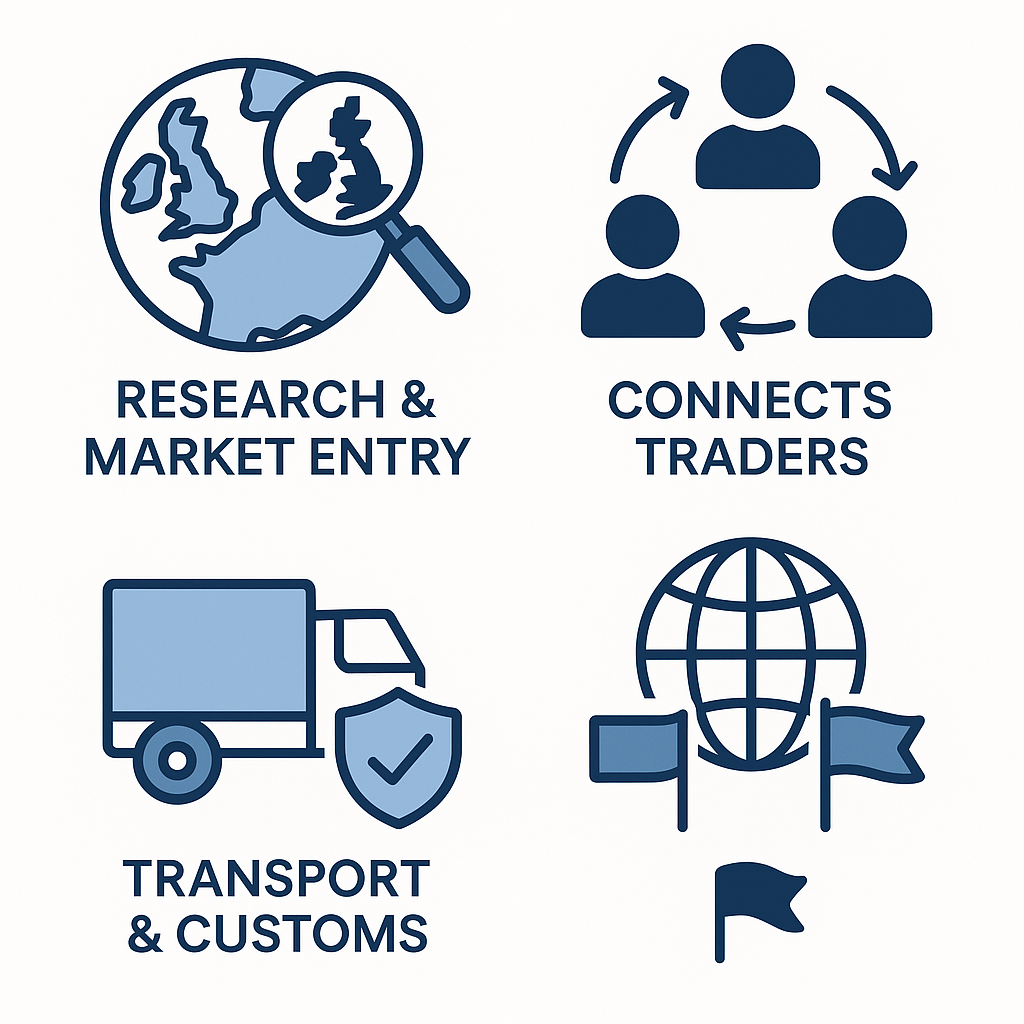 RESEARCH &
MARKET ENTRY
CONNECTS
TRADERS
TRANSPORT
& CUSTOMS